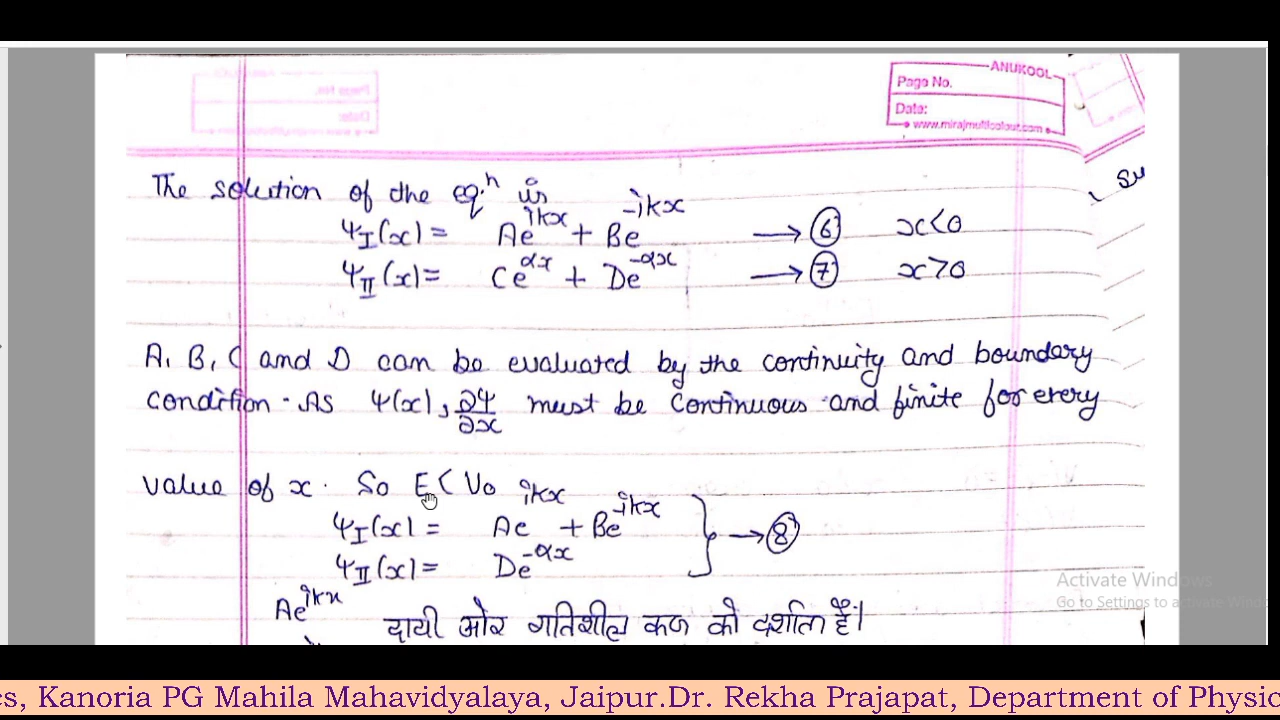 ANUKOOL
Page No.
Date:
www.mirajmulticolour.com
Su
The solution of the eq.ⁿ is
Ψ_I(x) = Ae^{ikx} + Be^{-ikx} → ⑥ x<0
Ψ_II(x) = Ce^{αx} + De^{-αx} → ⑦ x>0
A, B, C and D can be evaluated by the continuity and boundary
condition. As Ψ(x), ∂Ψ/∂x must be continuous and finite for every
value of x. So E< V₀
Ψ_I(x) = Ae^{ikx} + Be^{-ikx}
Ψ_II(x) = De^{-αx} } → ⑧
Ae^{ikx} दायी ओर गतिशील कण को दर्शाता है।
Activate Windows
Go to Settings to activate Windows
cs, Kanoria PG Mahila Mahavidyalaya, Jaipur.Dr. Rekha Prajapat, Department of Physic